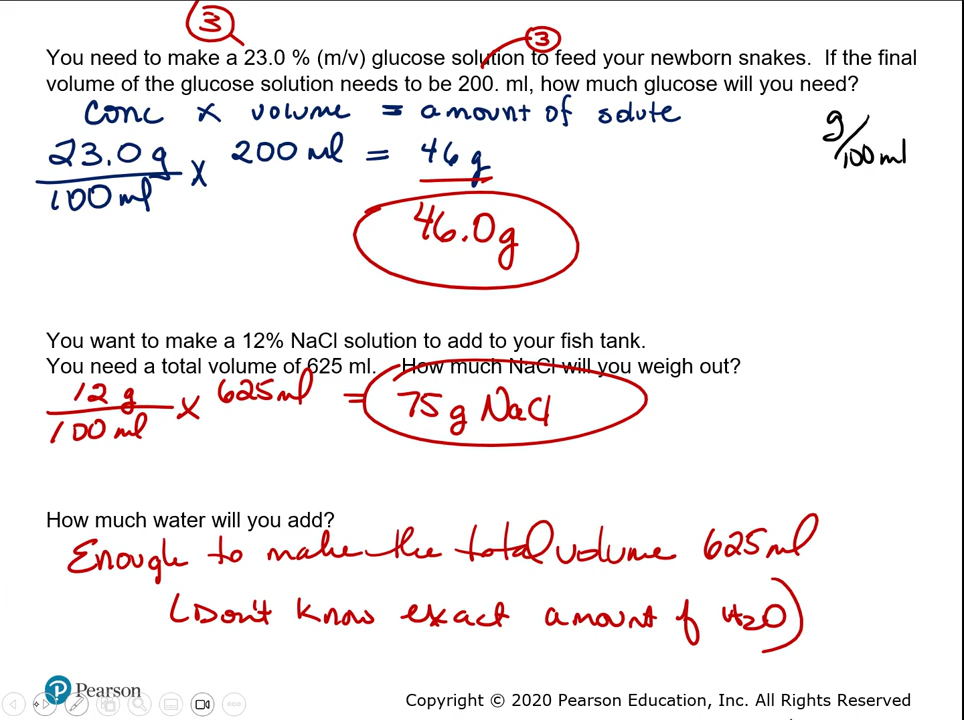 ③
③
You need to make a 23.0 % (m/v) glucose solution to feed your newborn snakes.  If the final
volume of the glucose solution needs to be 200. ml, how much glucose will you need?
Conc x volume = amount of solute
23.0 g / 100 ml x 200 ml = 46 g
g/100 ml
46.0 g
You want to make a 12% NaCl solution to add to your fish tank.
You need a total volume of 625 ml.    How much NaCl will you weigh out?
12 g / 100 ml x 625 ml = 75 g NaCl
How much water will you add?
Enough to make the total volume 625 ml
(Don't know exact amount of H2O)
Pearson
Copyright © 2020 Pearson Education, Inc. All Rights Reserved